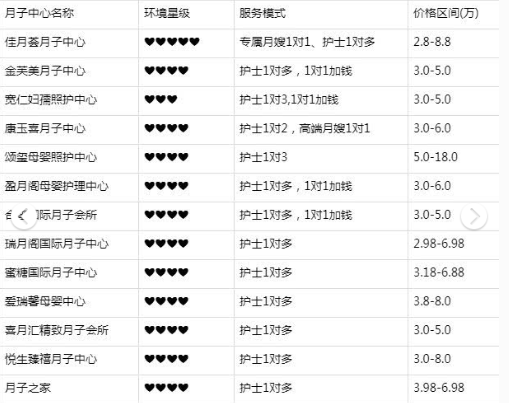 月子中心名称 环境星级 服务模式 价格区间(万)
佳月荟月子中心 ♥♥♥♥♥ 专属月嫂1对1、护士1对多 2.8-8.8
金芙美月子中心 ♥♥♥♥ 护士1对多，1对1加钱 3.0-5.0
宽仁妇孺照护中心 ♥♥♥ 护士1对3,1对1加钱 3.0-5.0
康玉喜月子中心 ♥♥♥♥ 护士1对2，高端月嫂1对1 3.0-6.0
颂玺母婴照护中心 ♥♥♥♥ 护士1对3 5.0-18.0
盈月阁母婴护理中心 ♥♥♥♥ 护士1对多，1对1加钱 3.0-6.0
国际月子会所 ♥♥♥♥ 护士1对多，1对1加钱 3.0-5.0
瑞月阁国际月子中心 ♥♥♥♥ 护士1对多 2.98-6.98
蜜糖国际月子中心 ♥♥♥♥ 护士1对多 3.18-6.88
爱瑞馨母婴中心 ♥♥♥♥ 护士1对多 3.8-8.0
喜月汇精致月子会所 ♥♥♥♥ 护士1对多 3.0-5.0
悦生臻禧月子中心 ♥♥♥♥ 护士1对多 3.0-8.0
月子之家 ♥♥♥♥ 护士1对多 3.98-6.98